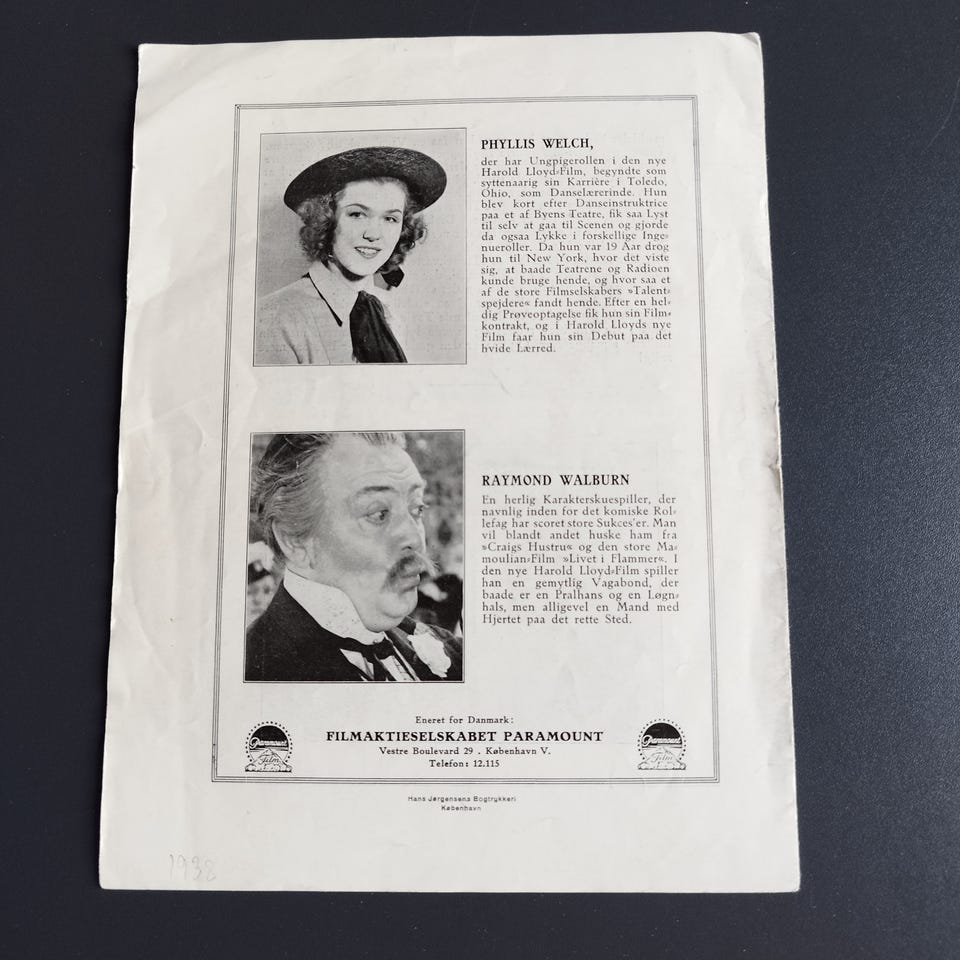 PHYLLIS WELCH,
der har Ungpigerollen i den nye
Harold Lloyd-Film, begyndte som
syttenaarig sin Karrière i Toledo,
Ohio, som Danselærerinde. Hun
blev kort efter Danseinstruktrice
paa et af Byens Teatre, fik saa Lyst
til selv at gaa til Scenen og gjorde
da ogsaa Lykke i forskellige Inge-
nueroller. Da hun var 19 Aar drog
hun til New York, hvor det viste
sig, at baade Teatrene og Radioen
kunde bruge hende, og hvor saa et
af de store Filmselskabers »Talent-
spejdere« fandt hende. Efter en hel-
dig Prøveoptagelse fik hun sin Film-
kontrakt, og i Harold Lloyds nye
Film faar hun sin Debut paa det
hvide Lærred.
RAYMOND WALBURN
En herlig Karakterskuespiller, der
navnlig inden for det komiske Rol-
lefag har scoret store Sukces'er. Man
vil blandt andet huske ham fra
»Craigs Hustru« og den store Ma-
moulian-Film »Livet i Flammer«. I
den nye Harold Lloyd-Film spiller
han en gemytlig Vagabond, der
baade er en Pralhans og en Løgn-
hals, men alligevel en Mand med
Hjertet paa det rette Sted.
Eneret for Danmark:
FILMAKTIESELSKABET PARAMOUNT
Vestre Boulevard 29 . København V.
Telefon: 12.115
Paramount
Film
Paramount
Film
Hans Jørgensens Bogtrykkeri
København
1938